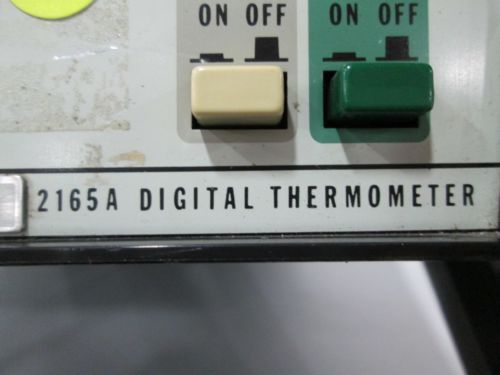 ON OFF ON OFF
2165A DIGITAL THERMOMETER